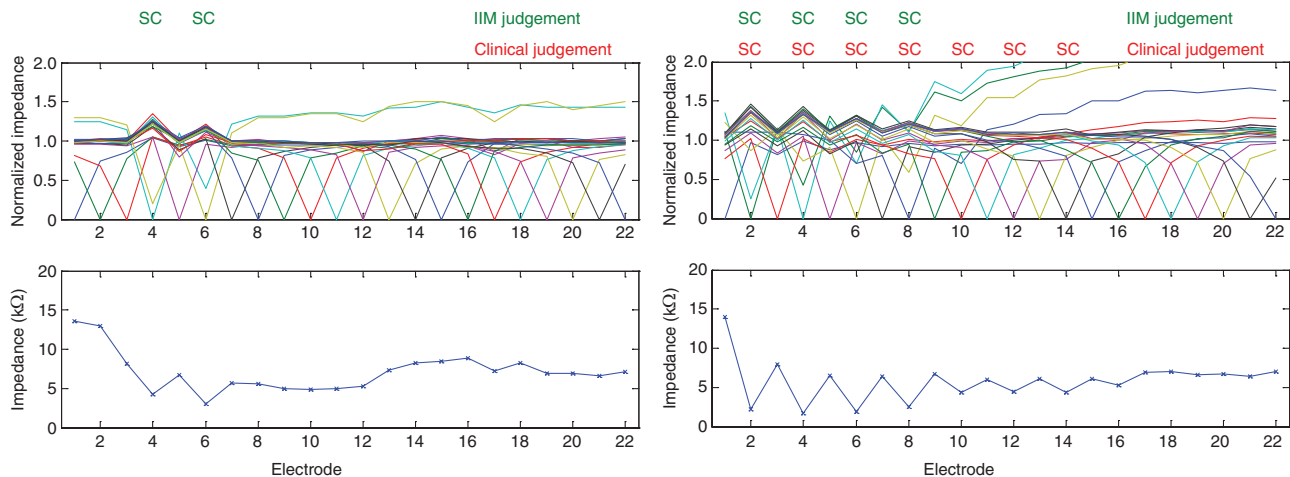 SC SC IIM judgement
Clinical judgement
Normalized impedance
2.0
1.5
1.0
0.5
0
2 4 6 8 10 12 14 16 18 20 22
Impedance (kΩ)
20
15
10
5
0
2 4 6 8 10 12 14 16 18 20 22
Electrode
SC SC SC SC IIM judgement
SC SC SC SC SC SC SC Clinical judgement
Normalized impedance
2.0
1.5
1.0
0.5
0
2 4 6 8 10 12 14 16 18 20 22
Impedance (kΩ)
20
15
10
5
0
2 4 6 8 10 12 14 16 18 20 22
Electrode